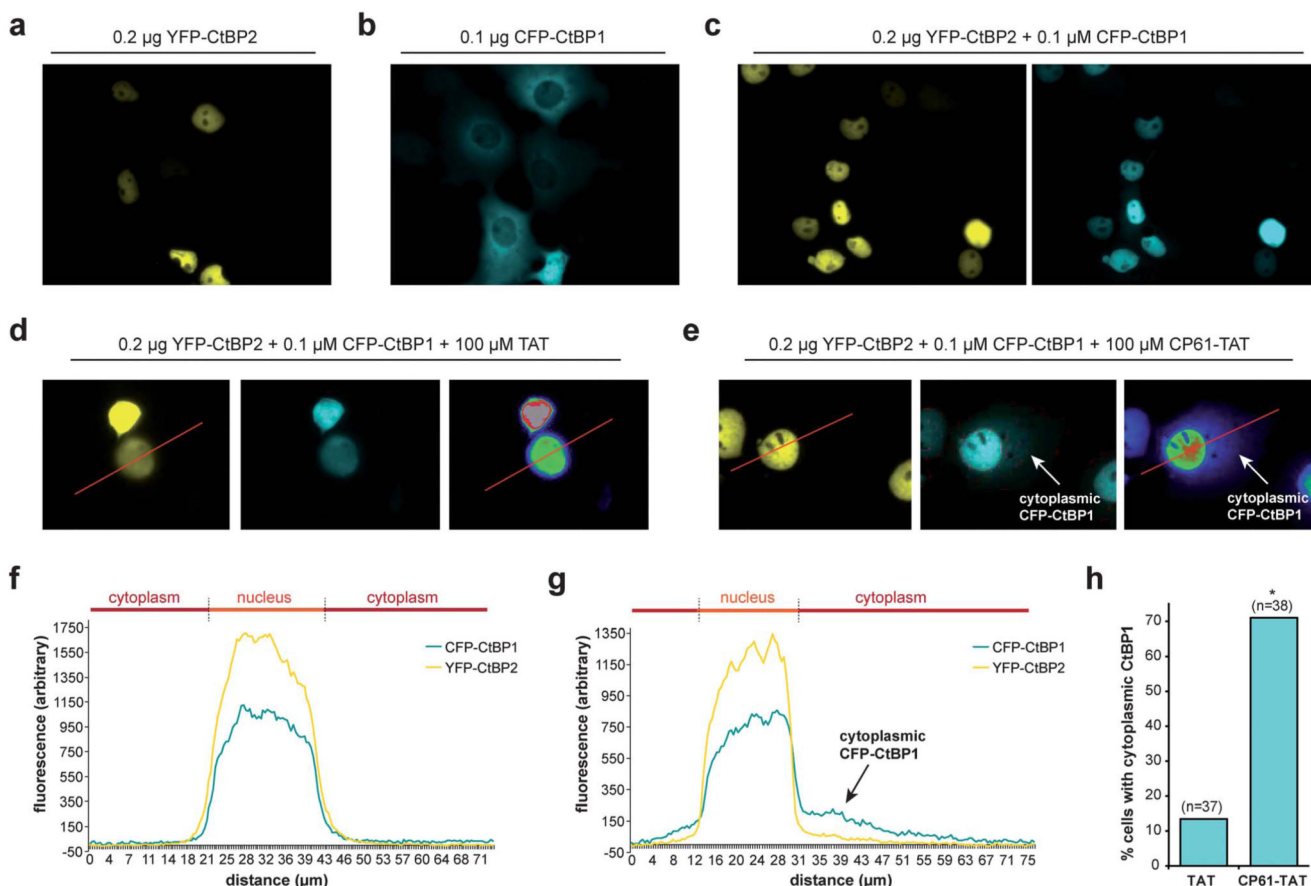 a
0.2 µg YFP-CtBP2
b
0.1 µg CFP-CtBP1
c
0.2 µg YFP-CtBP2 + 0.1 µM CFP-CtBP1
d
0.2 µg YFP-CtBP2 + 0.1 µM CFP-CtBP1 + 100 µM TAT
e
0.2 µg YFP-CtBP2 + 0.1 µM CFP-CtBP1 + 100 µM CP61-TAT
cytoplasmic
CFP-CtBP1
cytoplasmic
CFP-CtBP1
f
cytoplasm nucleus cytoplasm
fluorescence (arbitrary)
1750
1550
1350
1150
950
750
550
350
150
-50
CFP-CtBP1
YFP-CtBP2
0 4 7 11 14 18 21 25 28 32 36 39 43 46 50 53 57 60 64 67 71
distance (µm)
g
nucleus cytoplasm
fluorescence (arbitrary)
1350
1150
950
750
550
350
150
-50
CFP-CtBP1
YFP-CtBP2
cytoplasmic
CFP-CtBP1
0 4 8 12 16 20 24 28 31 35 39 43 47 51 55 59 63 67 71 75
distance (µm)
h
% cells with cytoplasmic CtBP1
70
60
50
40
30
20
10
0
*
(n=38)
(n=37)
TAT CP61-TAT